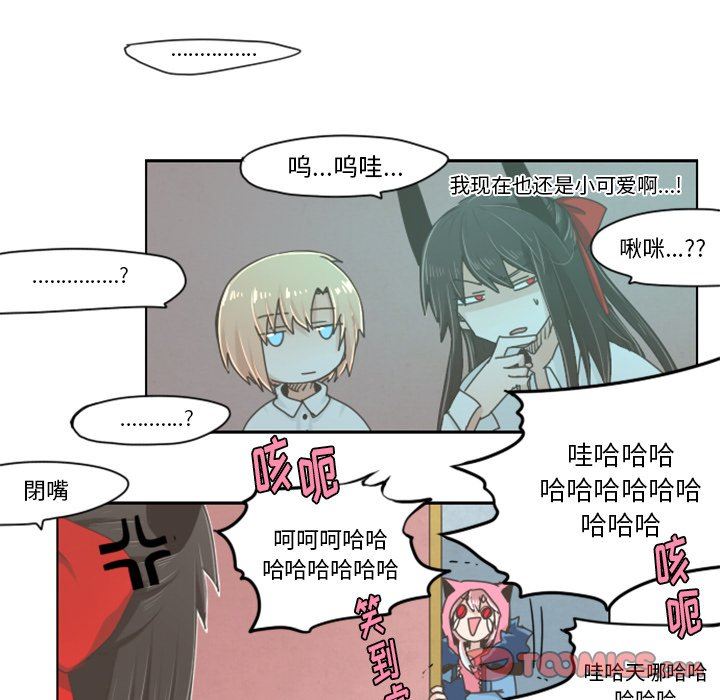 ……………
呜…呜哇…
我现在也还是小可爱啊…!
啾咪…??
……………?
…………?
閉嘴
哇哈哈哈
哈哈哈哈哈哈
哈哈哈
咳呃
呵呵呵哈哈
哈哈哈哈哈哈
咳呃
笑到
哇哈天哪哈哈
哈哈哈
TOOMICS